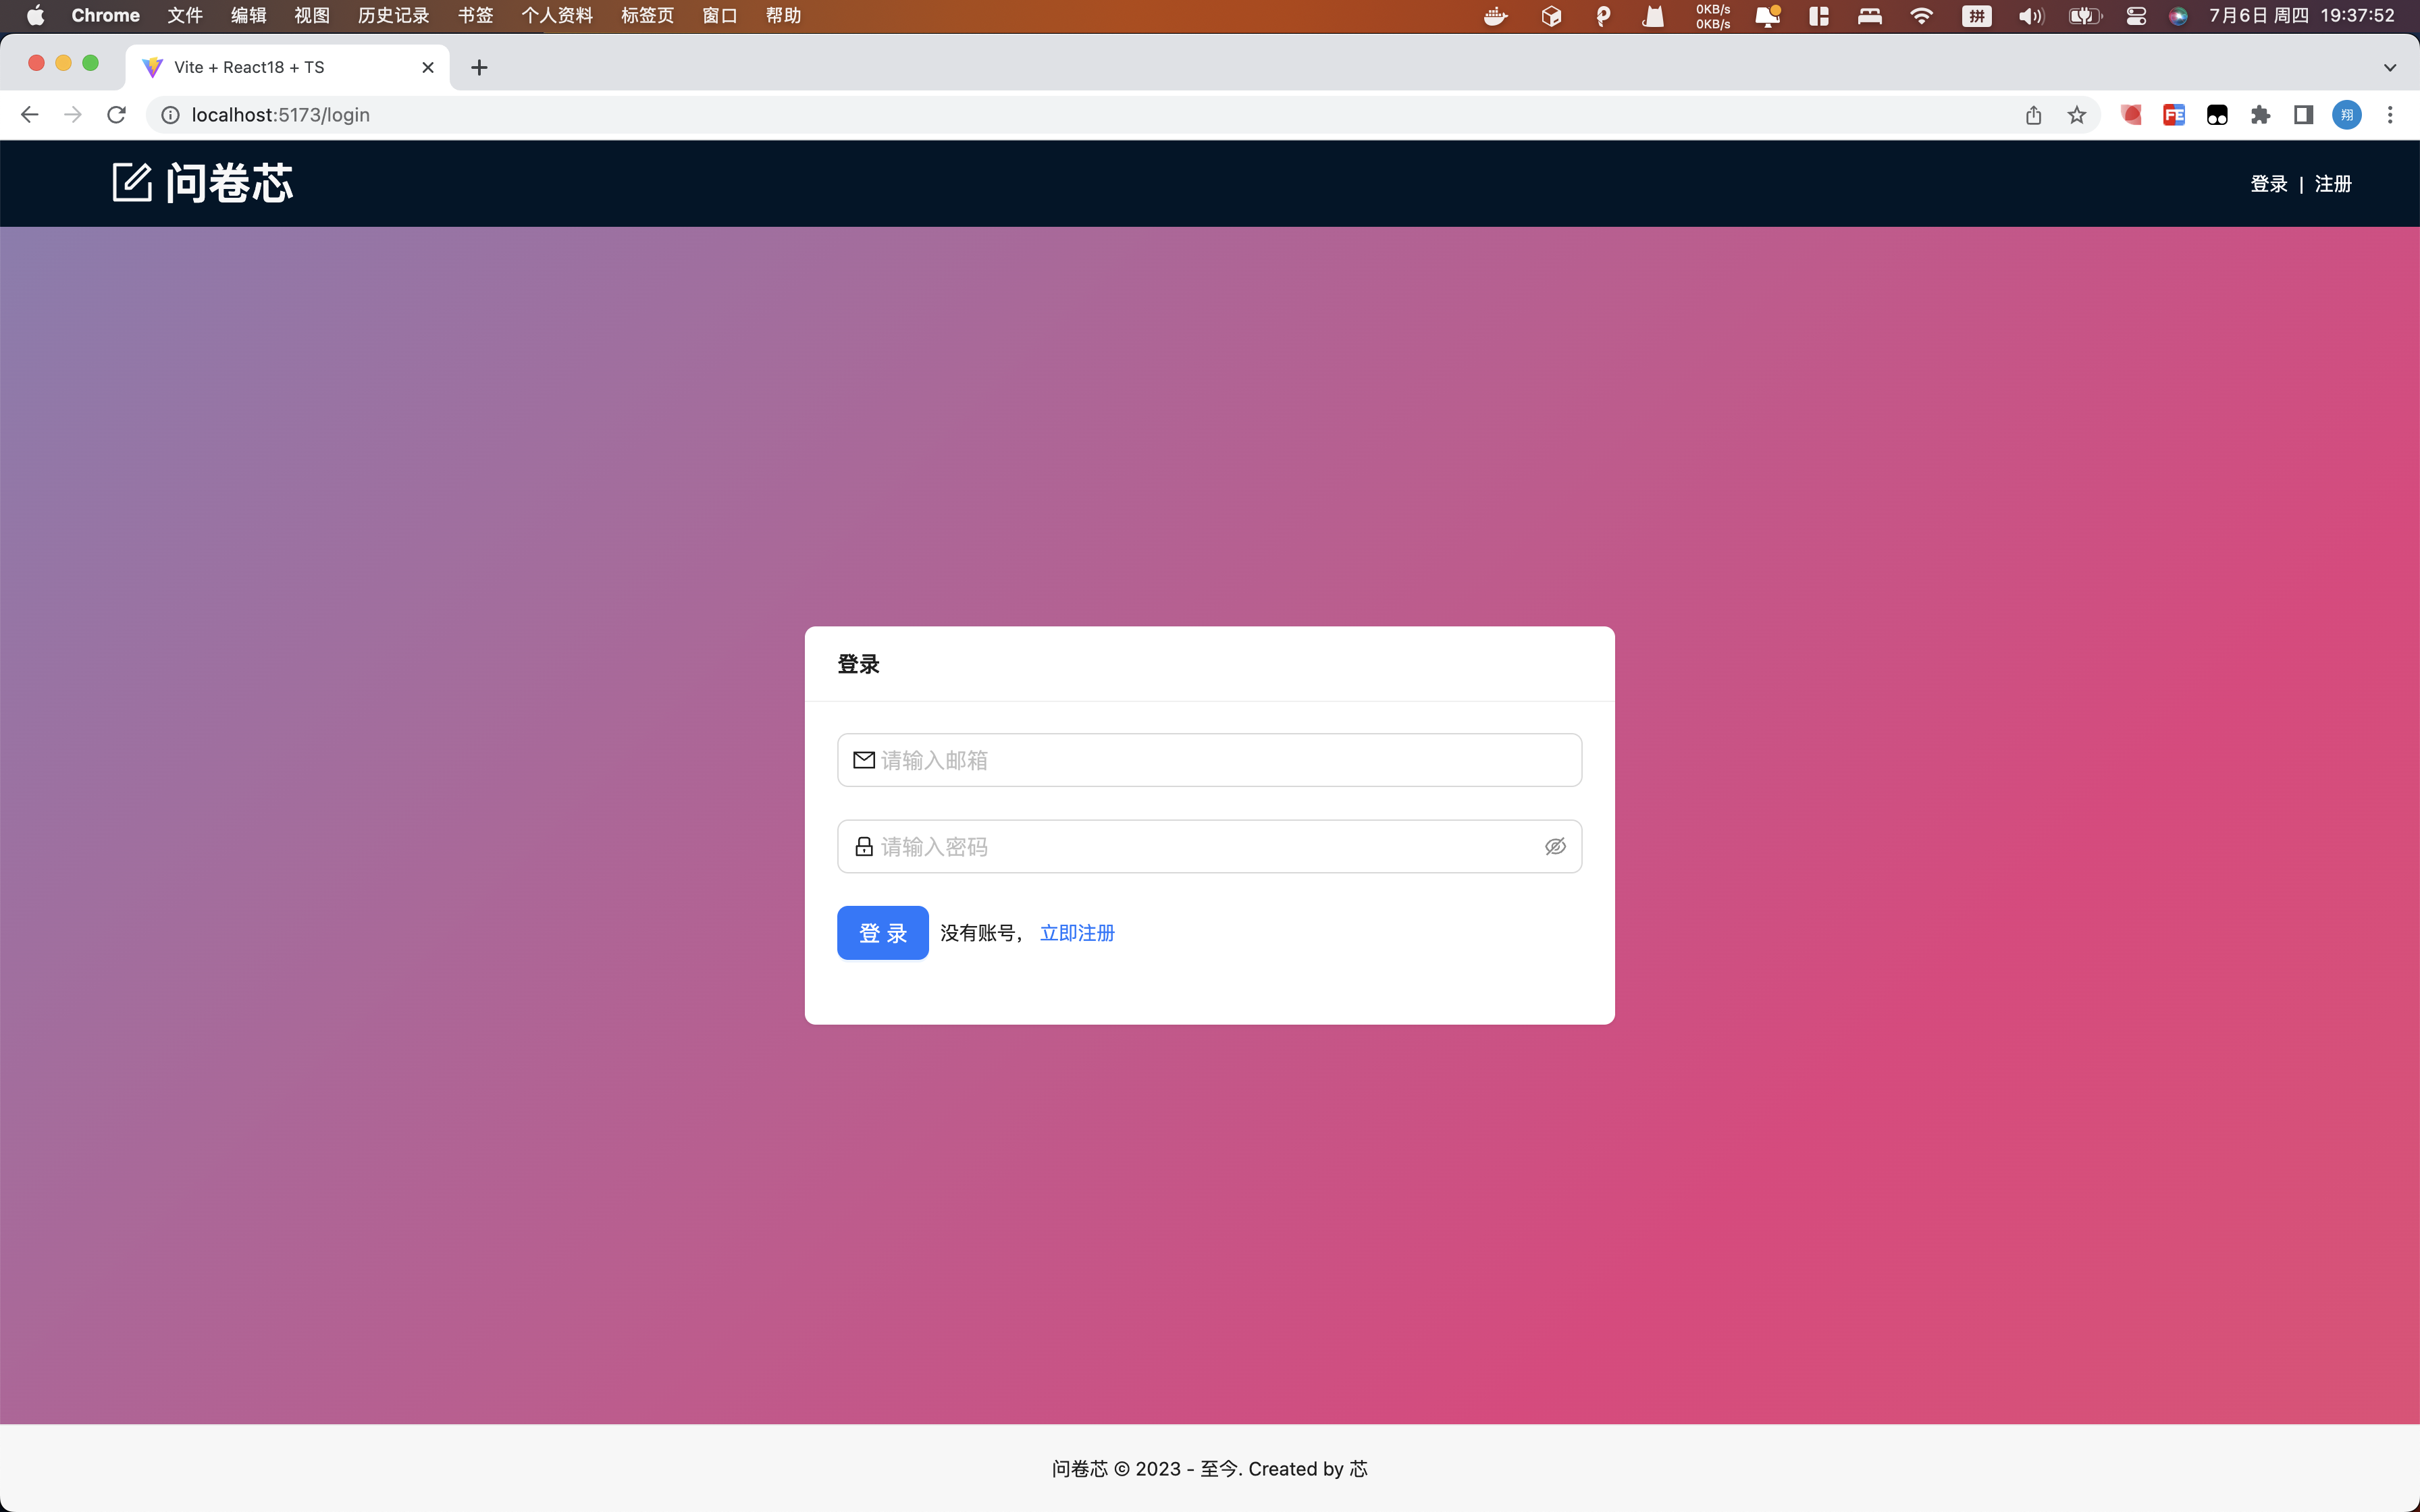 Chrome 文件 编辑 视图 历史记录 书签 个人资料 标签页 窗口 帮助 0KB/s 0KB/s 拼 7月6日 周四 19:37:52
Vite + React18 + TS
localhost:5173/login FE 翔
问卷芯 登录 | 注册
登录
请输入邮箱
请输入密码
登 录 没有账号， 立即注册
问卷芯 © 2023 - 至今. Created by 芯